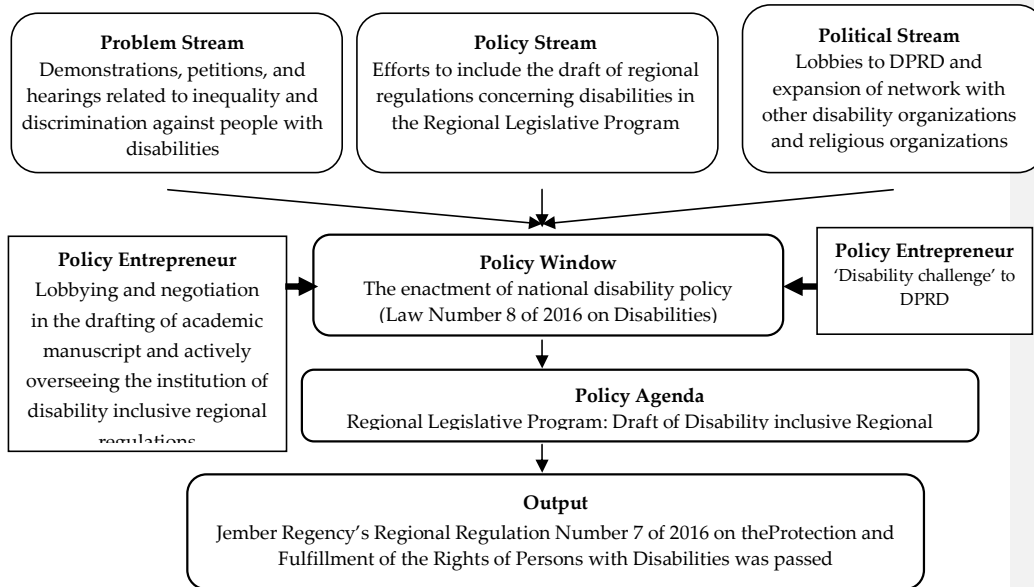 Problem Stream
Demonstrations, petitions, and
hearings related to inequality and
discrimination against people with
disabilities
Policy Stream
Efforts to include the draft of regional
regulations concerning disabilities in
the Regional Legislative Program
Political Stream
Lobbies to DPRD and
expansion of network with
other disability organizations
and religious organizations
Policy Entrepreneur
Lobbying and negotiation
in the drafting of academic
manuscript and actively
overseeing the institution of
disability inclusive regional
regulations
Policy Window
The enactment of national disability policy
(Law Number 8 of 2016 on Disabilities)
Policy Entrepreneur
‘Disability challenge’ to
DPRD
Policy Agenda
Regional Legislative Program: Draft of Disability inclusive Regional
Output
Jember Regency’s Regional Regulation Number 7 of 2016 on theProtection and
Fulfillment of the Rights of Persons with Disabilities was passed